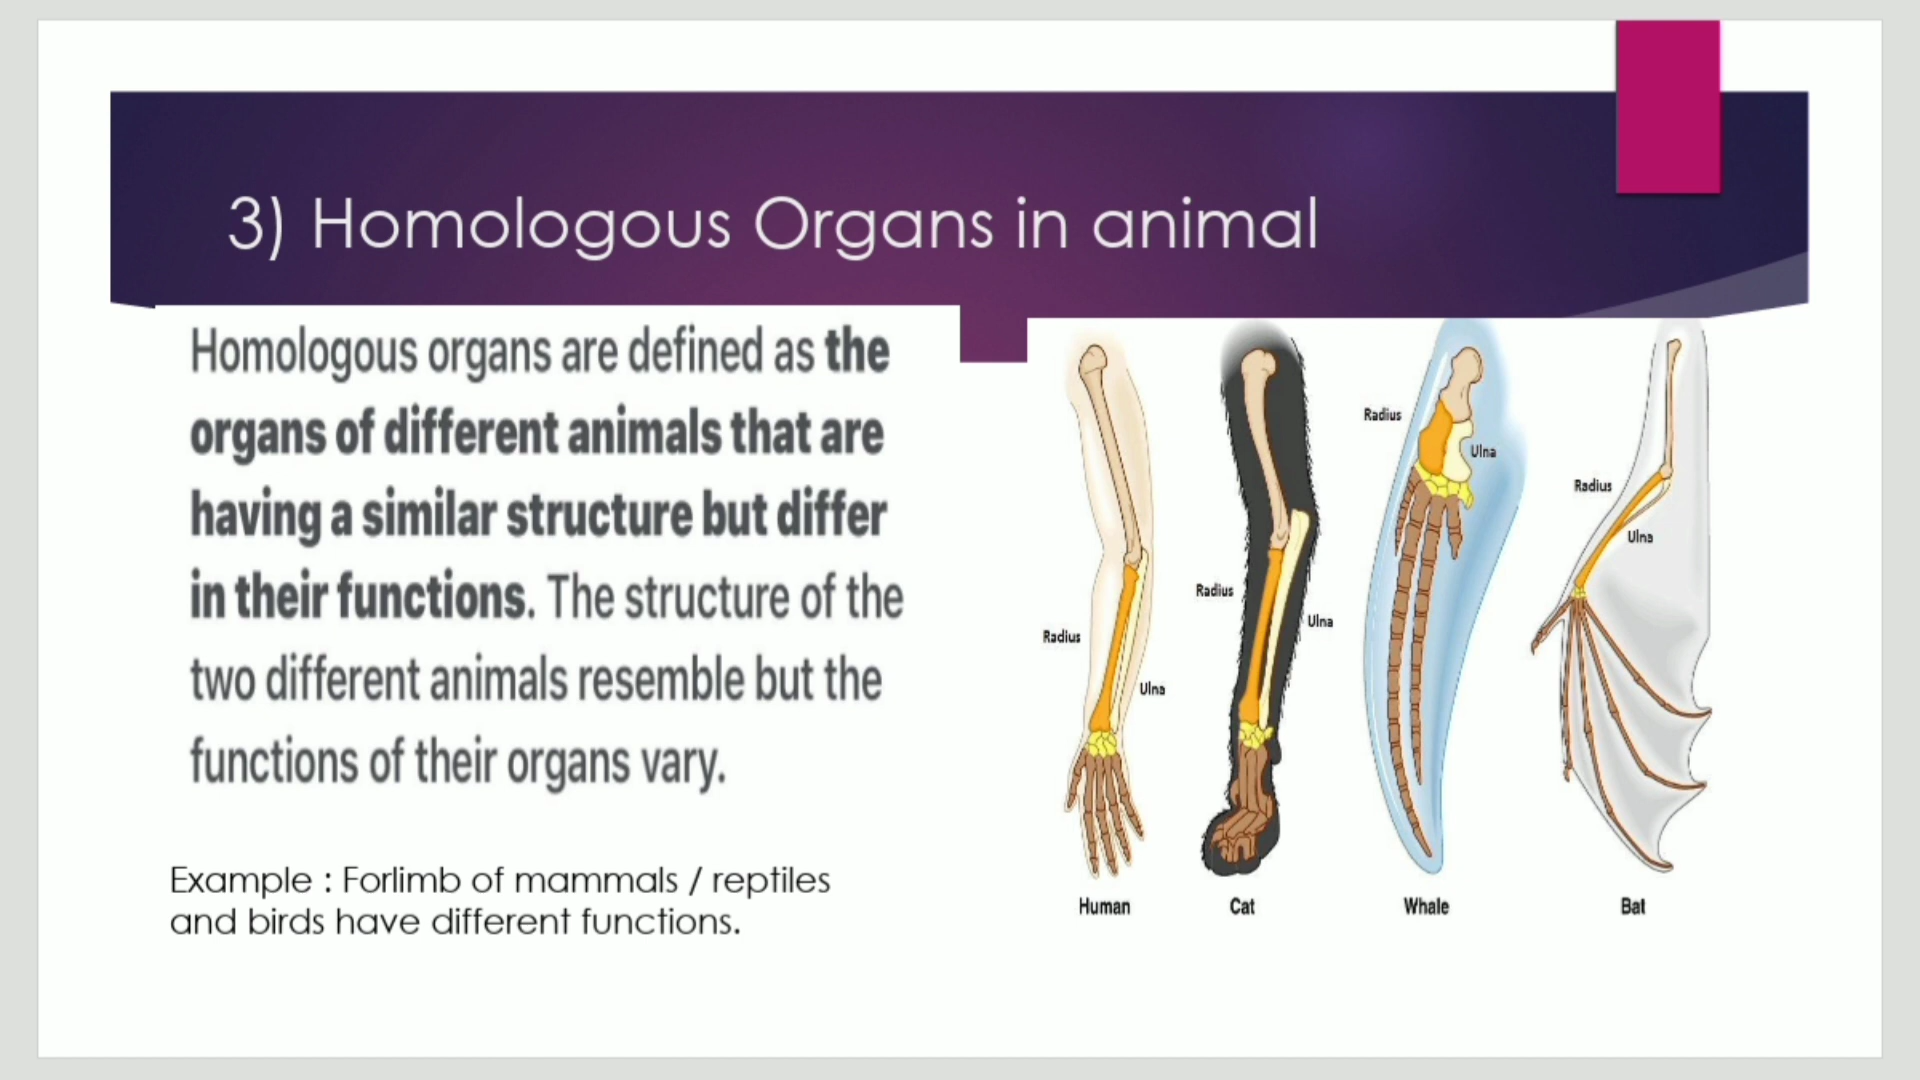 3) Homologous Organs in animal
Homologous organs are defined as the
organs of different animals that are
having a similar structure but differ
in their functions. The structure of the
two different animals resemble but the
functions of their organs vary.
Example : Forlimb of mammals / reptiles
and birds have different functions.
Radius
Ulna
Human
Radius
Ulna
Cat
Radius
Ulna
Whale
Radius
Ulna
Bat